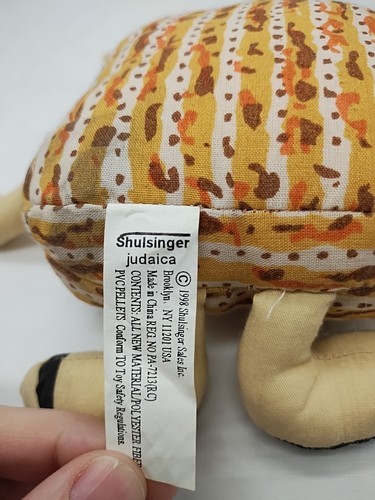 Shulsinger
judaica
© 1998 Shulsinger Sales Inc.
Brooklyn, NY 11201 USA
Made in China REG.NO PA-7213(RC)
CONTENTS: ALL NEW MATERIAL/POLYESTER FIBER
PVC PELLETS Conform TO Toy Safety Regulations.